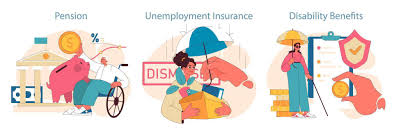 Pension
Unemployment Insurance
Disability Benefits
%
DISM